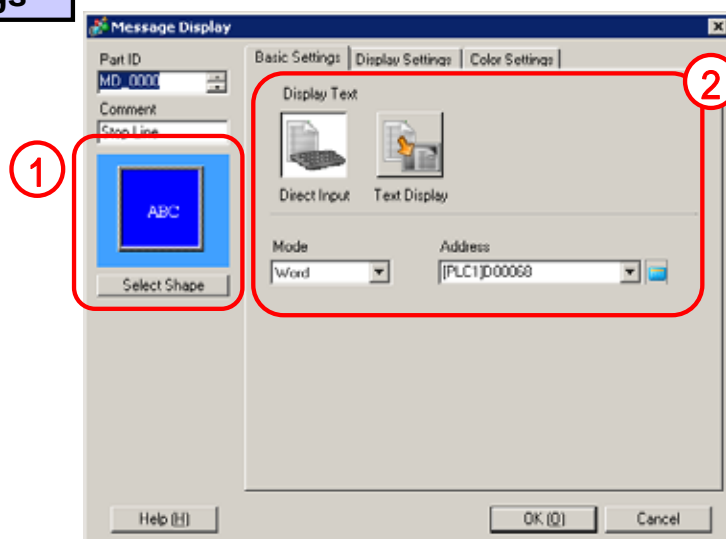 gs
Message Display
Part ID
MD_0000
Comment
Stop Line
1
ABC
Select Shape
Basic Settings Display Settings Color Settings
2
Display Text
Direct Input Text Display
Mode Address
Word [PLC1]D00068
Help (H) OK (O) Cancel